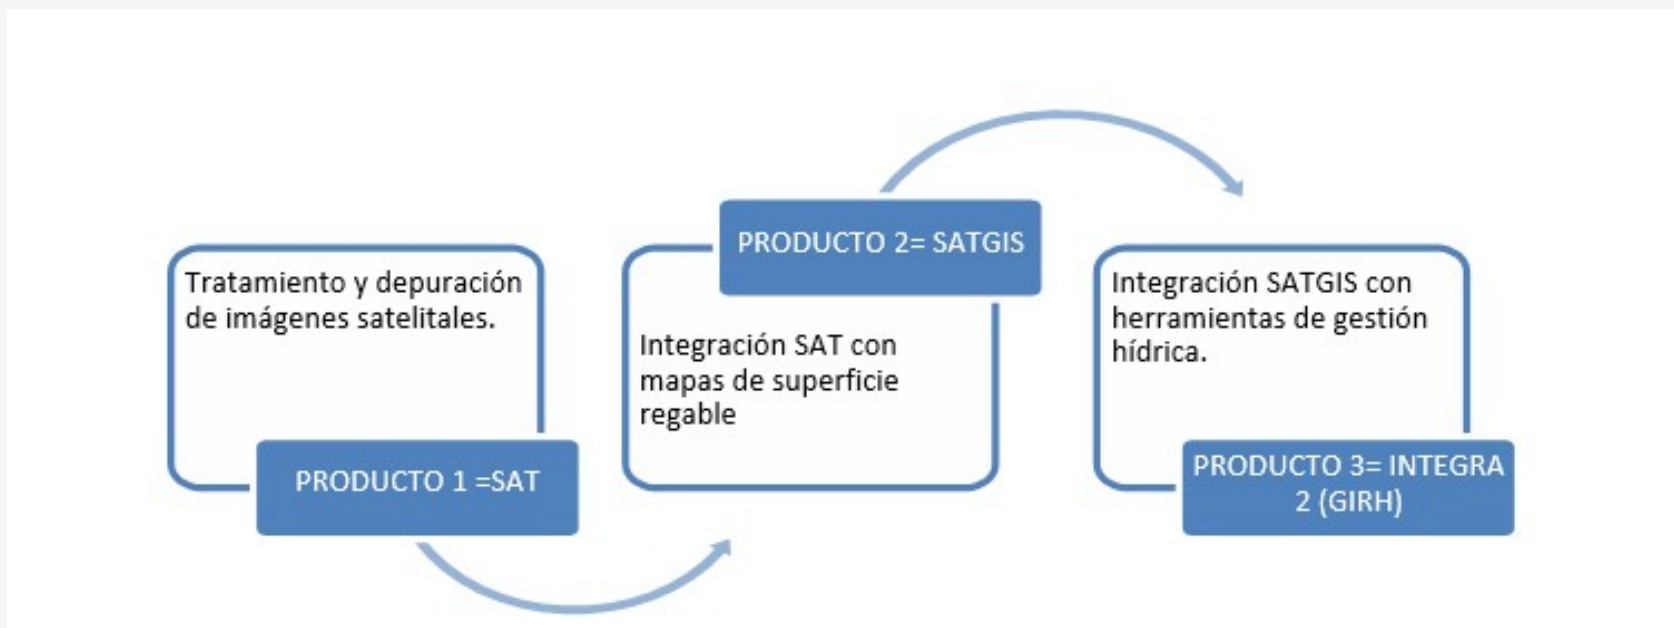 Tratamiento y depuración
de imágenes satelitales.
PRODUCTO 1 =SAT
PRODUCTO 2= SATGIS
Integración SAT con
mapas de superficie
regable
Integración SATGIS con
herramientas de gestión
hídrica.
PRODUCTO 3= INTEGRA
2 (GIRH)